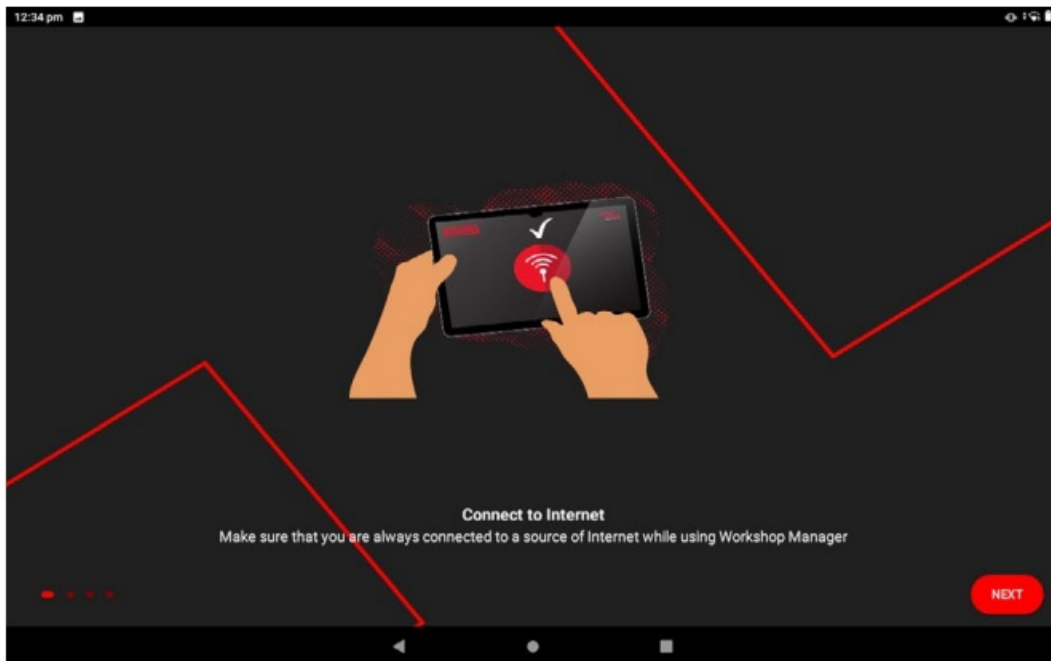 12:34 pm
Connect to Internet
Make sure that you are always connected to a source of Internet while using Workshop Manager
NEXT